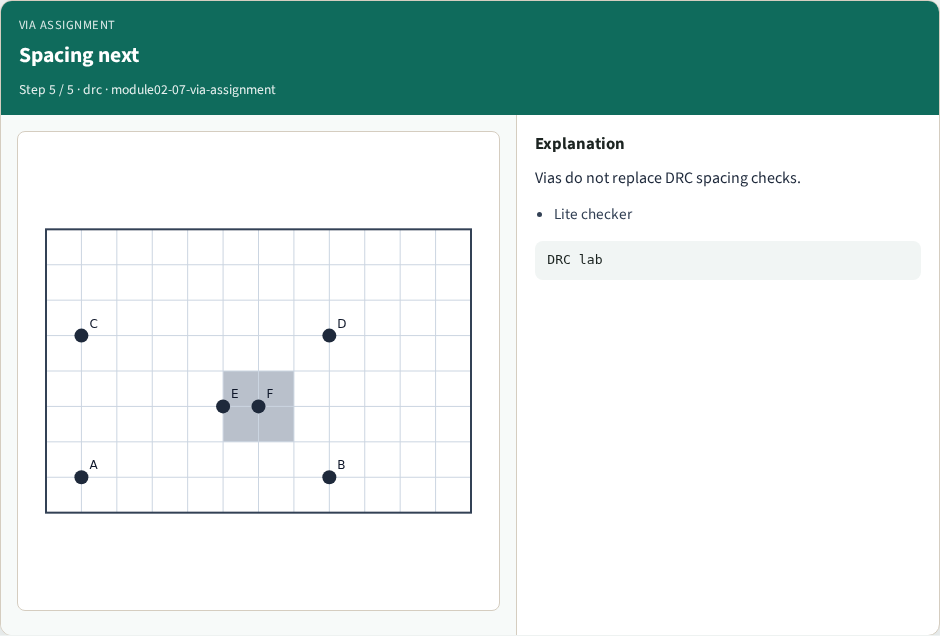 VIA ASSIGNMENT
Spacing next
Step 5 / 5 · drc · module02-07-via-assignment
C
D
E
F
A
B
Explanation
Vias do not replace DRC spacing checks.
• Lite checker
DRC lab